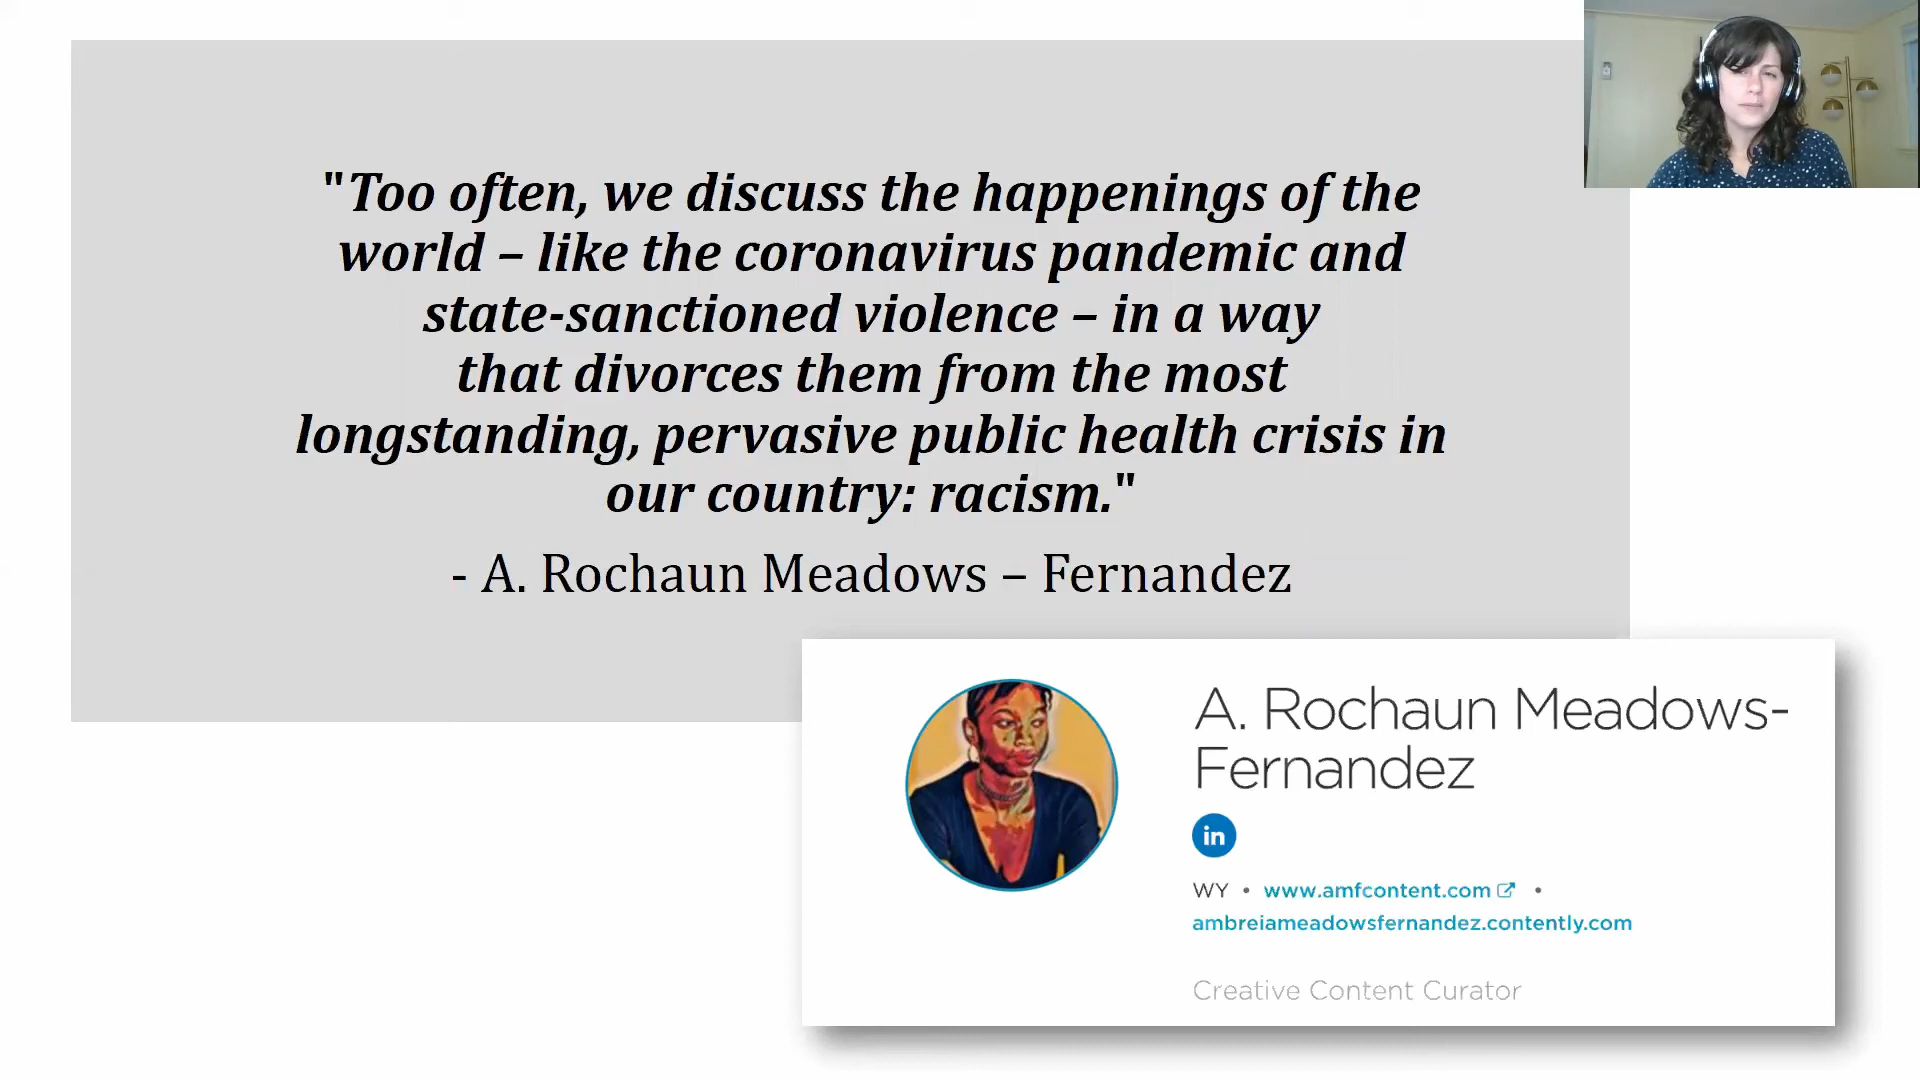 "Too often, we discuss the happenings of the
world – like the coronavirus pandemic and
state-sanctioned violence – in a way
that divorces them from the most
longstanding, pervasive public health crisis in
our country: racism."
- A. Rochaun Meadows – Fernandez
A. Rochaun Meadows-
Fernandez
in
WY • www.amfcontent.com •
ambreiameadowsfernandez.contently.com
Creative Content Curator